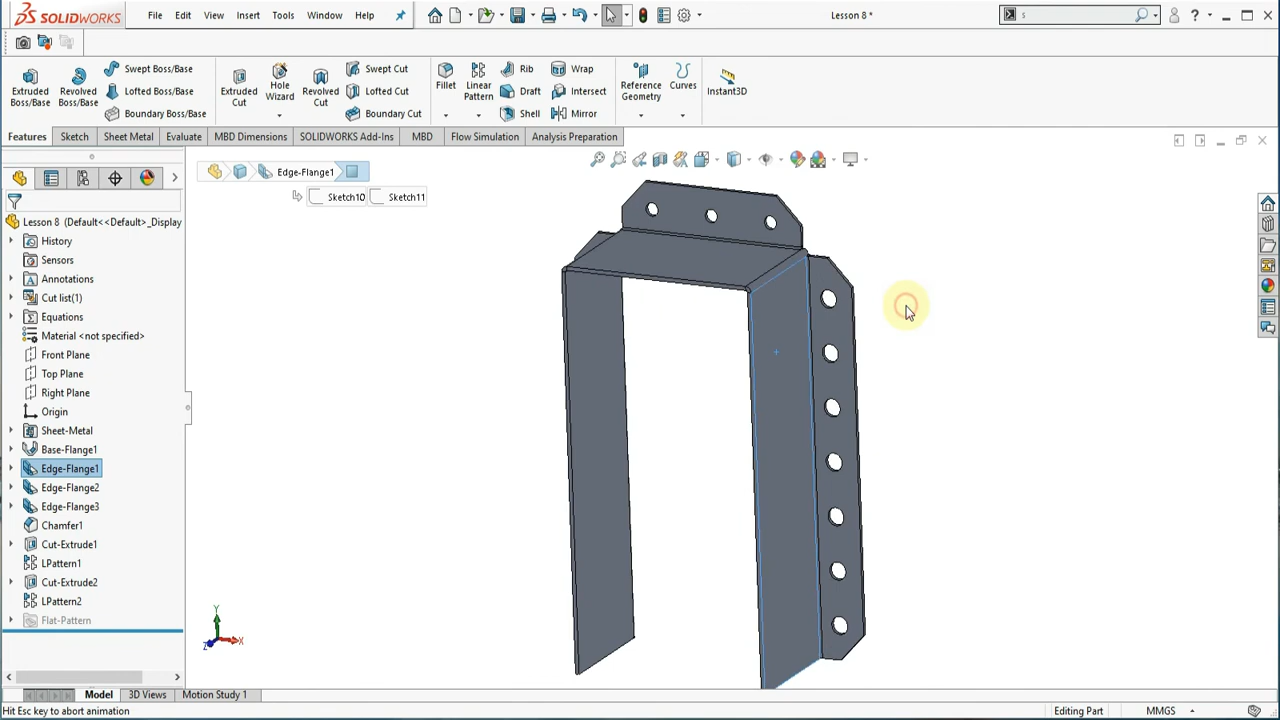 SOLIDWORKS File Edit View Insert Tools Window Help Lesson 8 * s ?
Extruded Boss/Base
Revolved Boss/Base
Swept Boss/Base
Lofted Boss/Base
Boundary Boss/Base
Extruded Cut
Hole Wizard
Revolved Cut
Swept Cut
Lofted Cut
Boundary Cut
Fillet
Linear Pattern
Rib
Draft
Shell
Wrap
Intersect
Mirror
Reference Geometry
Curves
Instant3D
Features Sketch Sheet Metal Evaluate MBD Dimensions SOLIDWORKS Add-Ins MBD Flow Simulation Analysis Preparation
Edge-Flange1
Sketch10 Sketch11
Lesson 8 (Default<<Default>_Display
History
Sensors
Annotations
Cut list(1)
Equations
Material <not specified>
Front Plane
Top Plane
Right Plane
Origin
Sheet-Metal
Base-Flange1
Edge-Flange1
Edge-Flange2
Edge-Flange3
Chamfer1
Cut-Extrude1
LPattern1
Cut-Extrude2
LPattern2
Flat-Pattern
Y
X
Z
Model 3D Views Motion Study 1
Hit Esc key to abort animation Editing Part MMGS